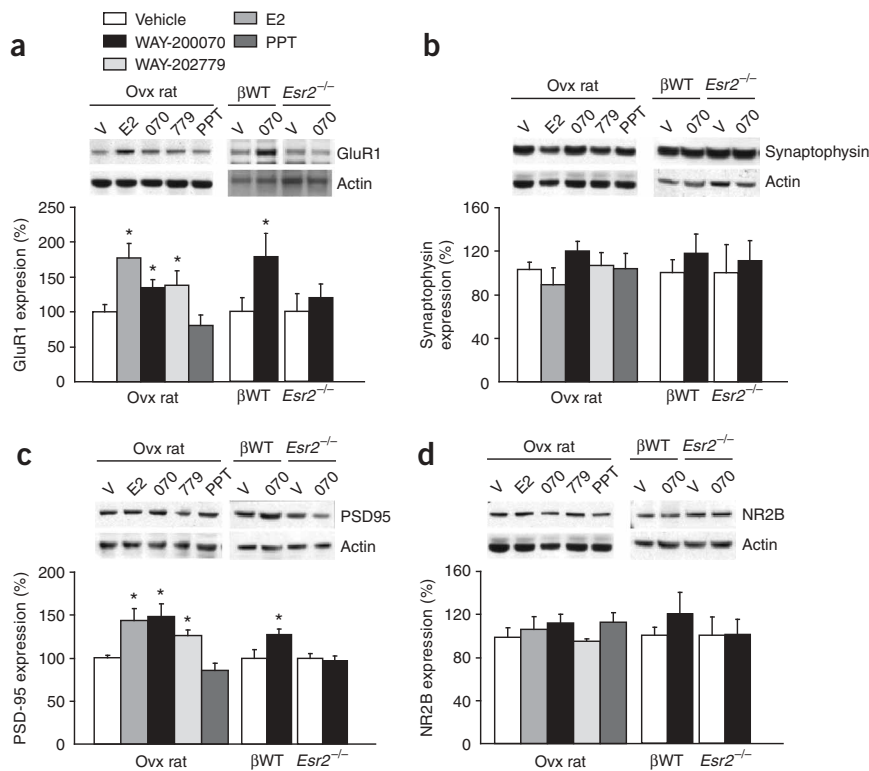 Vehicle
E2
WAY-200070
PPT
WAY-202779
a
Ovx rat
βWT
Esr2–/–
V E2 070 779 PPT V 070 V 070
GluR1
Actin
250
200
150
100
50
0
GluR1 expresion (%)
*
*
*
*
Ovx rat
βWT Esr2–/–
b
Ovx rat
βWT
Esr2–/–
V E2 070 779 PPT V 070 V 070
Synaptophysin
Actin
160
120
80
40
0
Synaptophysin
expression (%)
Ovx rat
βWT Esr2–/–
c
Ovx rat
βWT
Esr2–/–
V E2 070 779 PPT V 070 V 070
PSD95
Actin
200
150
100
50
0
PSD-95 expression (%)
*
*
*
*
Ovx rat
βWT Esr2–/–
d
Ovx rat
βWT
Esr2–/–
V E2 070 779 PPT V 070 V 070
NR2B
Actin
160
120
80
40
0
NR2B expression (%)
Ovx rat
βWT Esr2–/–